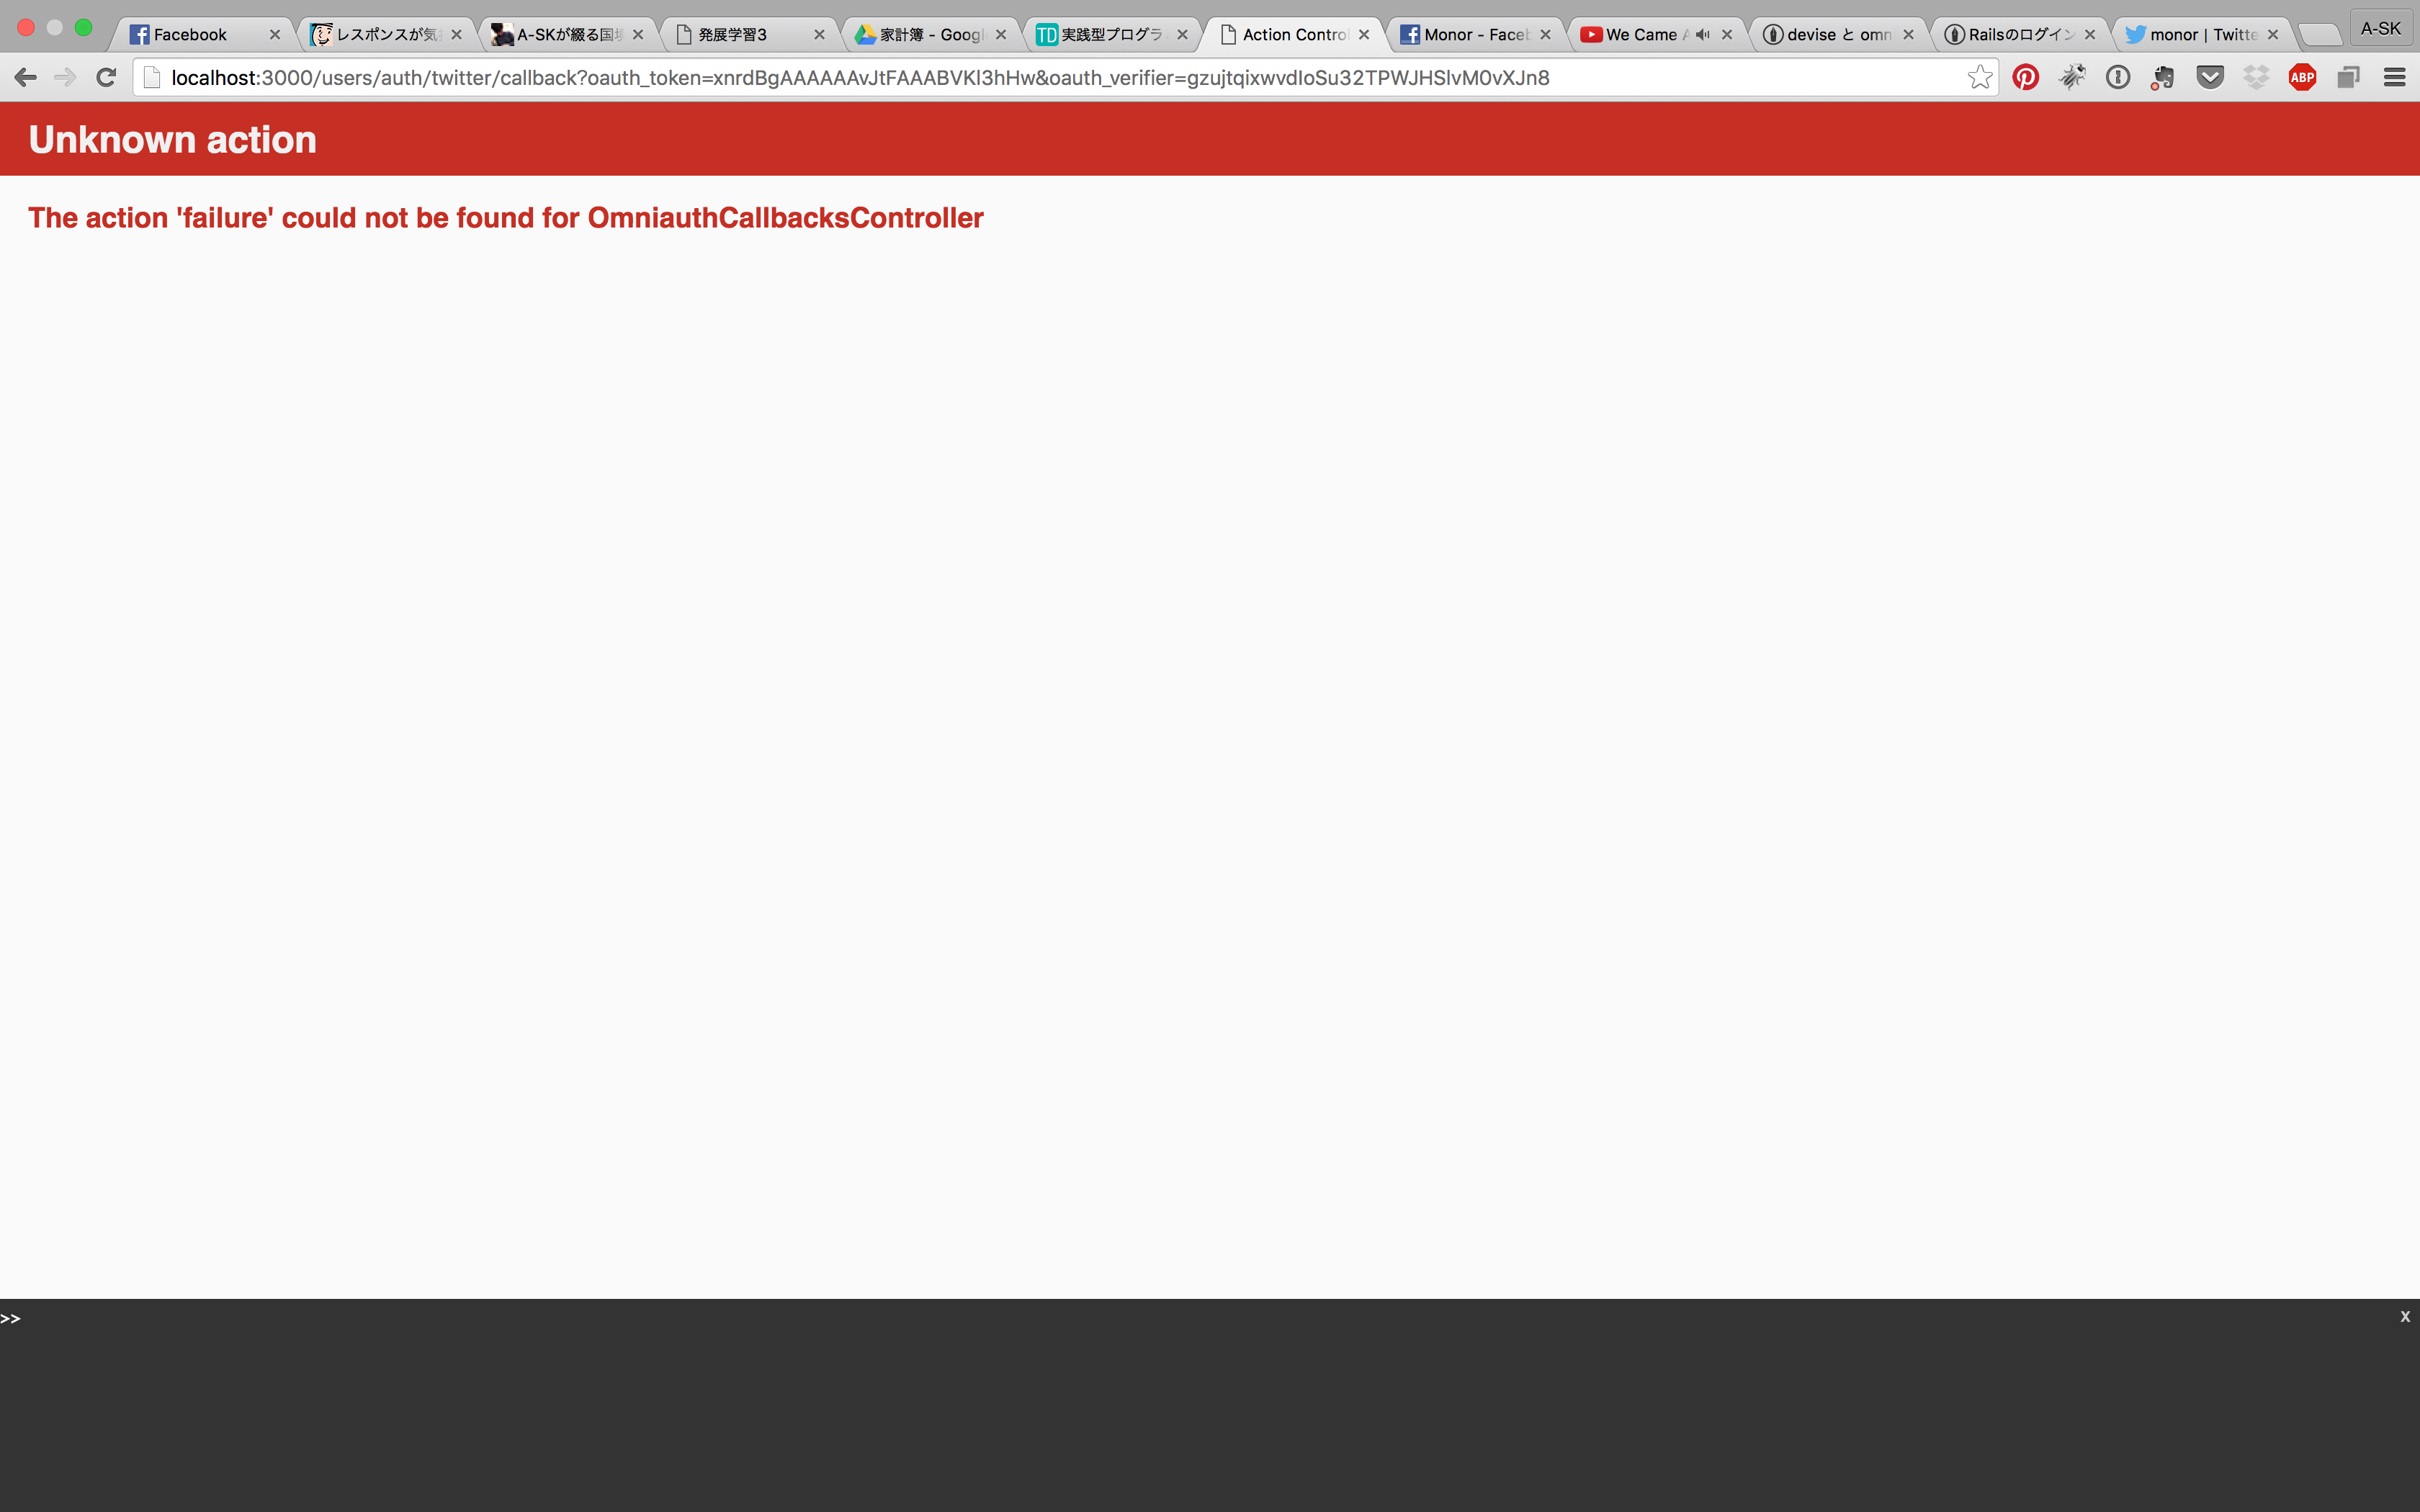 Facebook
レスポンスが気
A-SKが綴る国
発展学習3
家計簿 - Googl
TD 実践型プログラ
Action Control
Monor - Faceb
We Came A
devise と omn
Railsのログイン
monor | Twitte
A-SK
localhost:3000/users/auth/twitter/callback?oauth_token=xnrdBgAAAAAAvJtFAAABVKl3hHw&oauth_verifier=gzujtqixwvdIoSu32TPWJHSlvM0vXJn8
ABP
Unknown action
The action 'failure' could not be found for OmniauthCallbacksController
>>
x